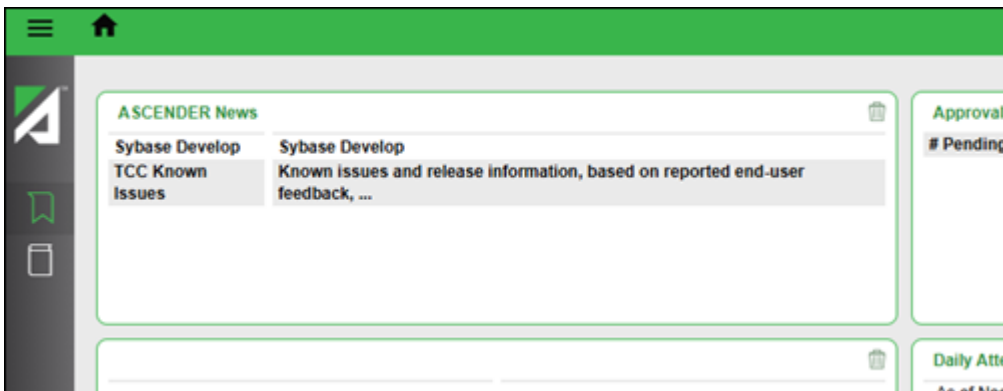 ASCENDER News
Sybase Develop Sybase Develop
TCC Known Known issues and release information, based on reported end-user
Issues feedback, ...
Approval
# Pending
Daily Atte